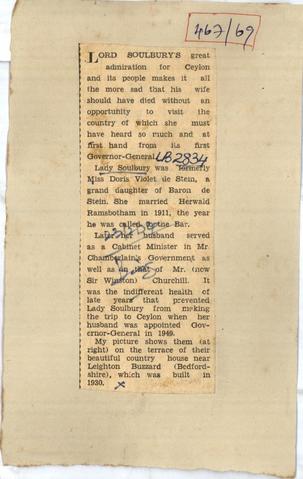 467/69
LORD SOULBURY'S great
admiration for Ceylon
and its people makes it all
the more sad that his wife
should have died without an
opportunity to visit the
country of which she must
have heard so much and at
first hand from its first
Governor-General. LB2834
Lady Soulbury was formerly
Miss Doris Violet de Stein, a
grand daughter of Baron de
Stein. She married Herwald
Ramsbotham in 1911, the year
he was called to the Bar.
Later her husband served
as a Cabinet Minister in Mr.
Chamberlain's Government as
well as in that of Mr. (now
Sir Winston) Churchill. It
was the indifferent health of
late years that prevented
Lady Soulbury from making
the trip to Ceylon when her
husband was appointed Gov-
ernor-General in 1949.
My picture shows them (at
right) on the terrace of their
beautiful country house near
Leighton Buzzard (Bedford-
shire), which was built in
1930. x